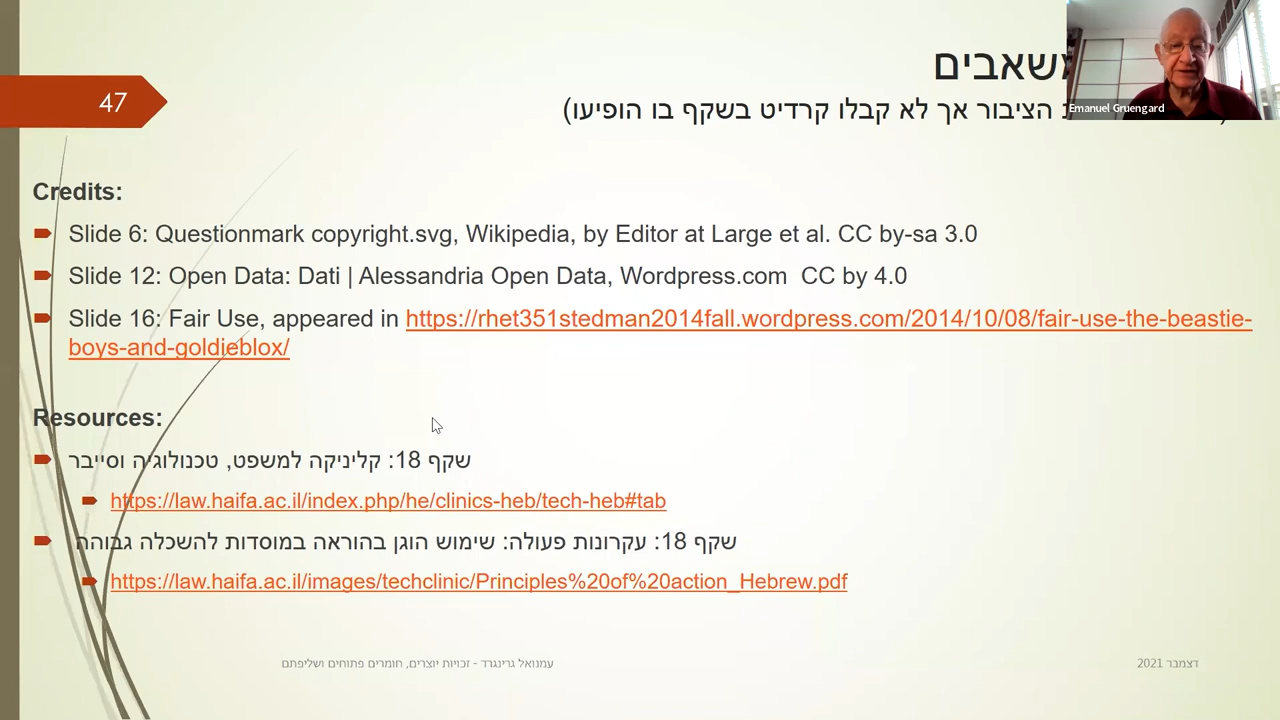 47
משאבים
הציבור אך לא קבלו קרדיט בשקף בו הופיעו)
Emanuel Gruengard
Credits:
Slide 6: Questionmark copyright.svg, Wikipedia, by Editor at Large et al. CC by-sa 3.0
Slide 12: Open Data: Dati | Alessandria Open Data, Wordpress.com CC by 4.0
Slide 16: Fair Use, appeared in https://rhet351stedman2014fall.wordpress.com/2014/10/08/fair-use-the-beastie-
boys-and-goldieblox/
Resources:
שקף 18: קליניקה למשפט, טכנולוגיה וסייבר
https://law.haifa.ac.il/index.php/he/clinics-heb/tech-heb#tab
שקף 18: עקרונות פעולה: שימוש הוגן בהוראה במוסדות להשכלה גבוהה
https://law.haifa.ac.il/images/techclinic/Principles%20of%20action_Hebrew.pdf
עמנואל גרינגרד - זכויות יוצרים, חומרים פתוחים ושליפתם
דצמבר 2021